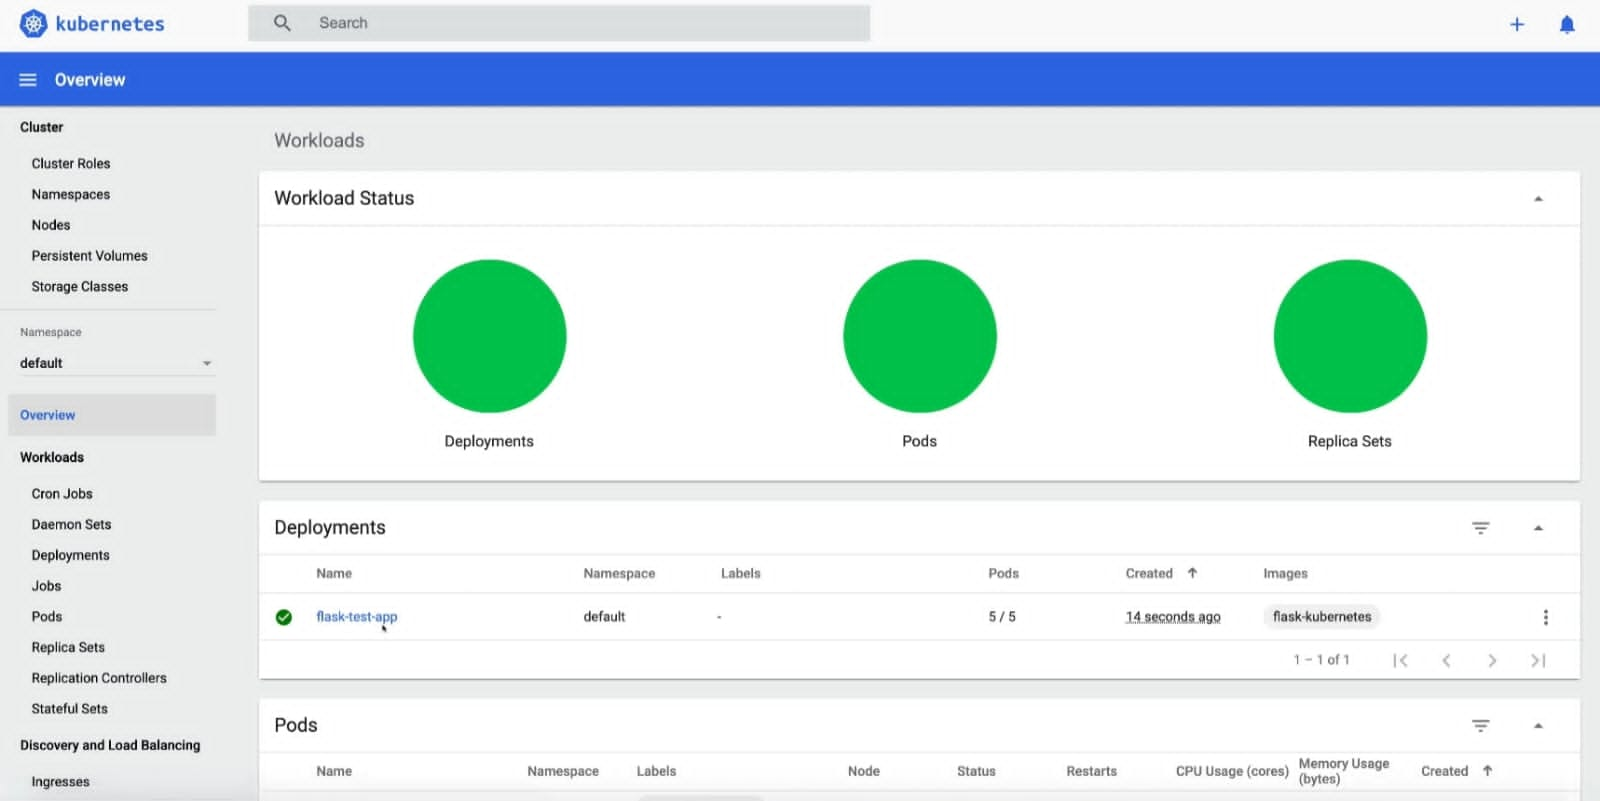 kubernetes
Search
Overview
Cluster
Cluster Roles
Namespaces
Nodes
Persistent Volumes
Storage Classes
Namespace
default
Overview
Workloads
Cron Jobs
Daemon Sets
Deployments
Jobs
Pods
Replica Sets
Replication Controllers
Stateful Sets
Discovery and Load Balancing
Ingresses
Workloads
Workload Status
Deployments Pods Replica Sets
Deployments
Name Namespace Labels Pods Created Images
flask-test-app default - 5 / 5 14 seconds ago flask-kubernetes
1 – 1 of 1
Pods
Name Namespace Labels Node Status Restarts CPU Usage (cores) Memory Usage (bytes) Created